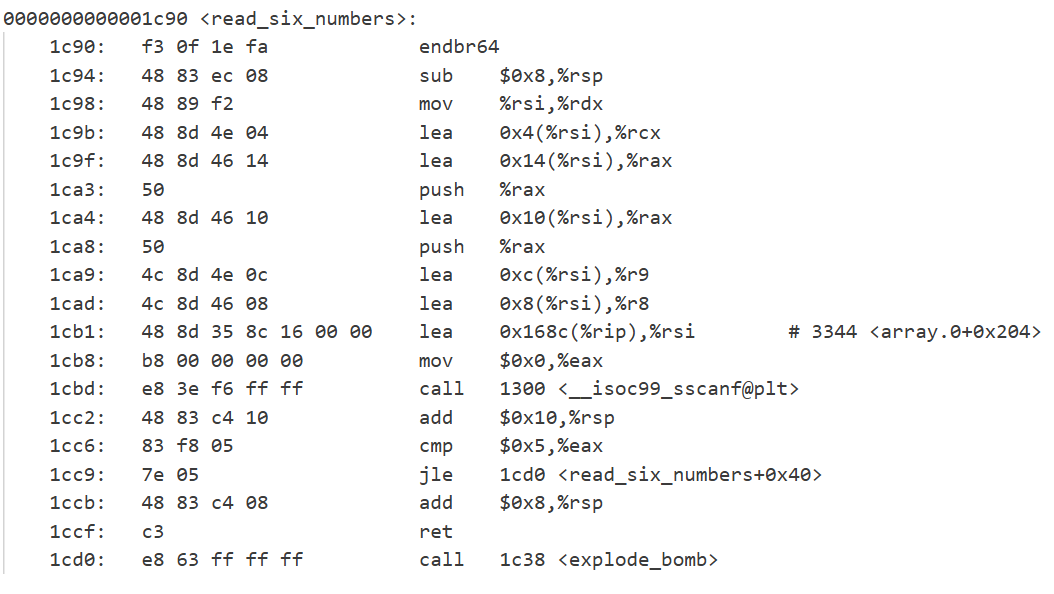 0000000000001c90 <read_six_numbers>:
    1c90:	f3 0f 1e fa          	endbr64
    1c94:	48 83 ec 08          	sub    $0x8,%rsp
    1c98:	48 89 f2             	mov    %rsi,%rdx
    1c9b:	48 8d 4e 04          	lea    0x4(%rsi),%rcx
    1c9f:	48 8d 46 14          	lea    0x14(%rsi),%rax
    1ca3:	50                   	push   %rax
    1ca4:	48 8d 46 10          	lea    0x10(%rsi),%rax
    1ca8:	50                   	push   %rax
    1ca9:	4c 8d 4e 0c          	lea    0xc(%rsi),%r9
    1cad:	4c 8d 46 08          	lea    0x8(%rsi),%r8
    1cb1:	48 8d 35 8c 16 00 00 	lea    0x168c(%rip),%rsi        # 3344 <array.0+0x204>
    1cb8:	b8 00 00 00 00       	mov    $0x0,%eax
    1cbd:	e8 3e f6 ff ff       	call   1300 <__isoc99_sscanf@plt>
    1cc2:	48 83 c4 10          	add    $0x10,%rsp
    1cc6:	83 f8 05             	cmp    $0x5,%eax
    1cc9:	7e 05                	jle    1cd0 <read_six_numbers+0x40>
    1ccb:	48 83 c4 08          	add    $0x8,%rsp
    1ccf:	c3                   	ret
    1cd0:	e8 63 ff ff ff       	call   1c38 <explode_bomb>